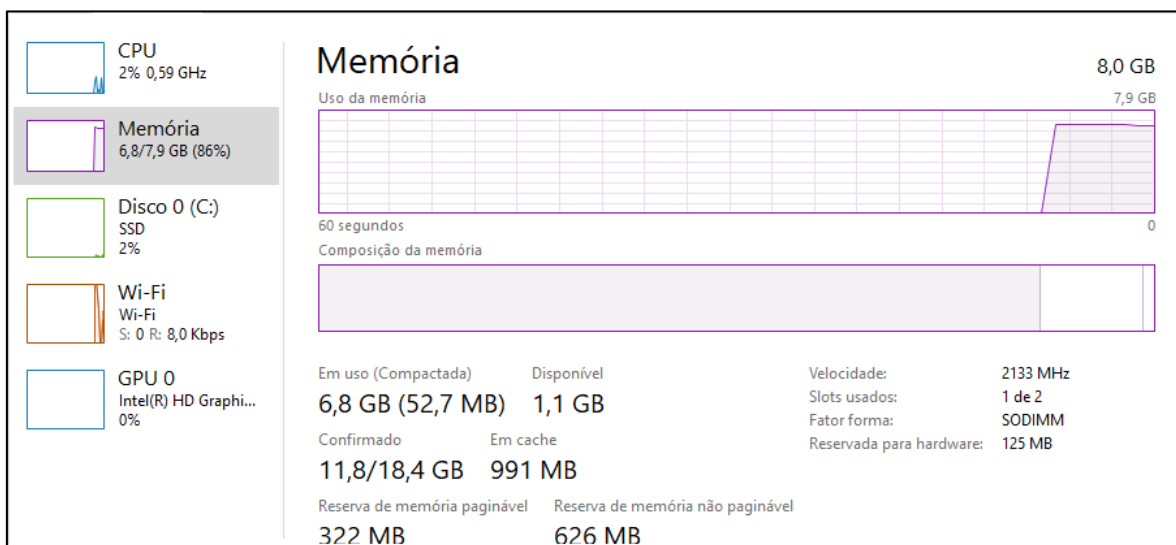 CPU
2% 0,59 GHz
Memória
6,8/7,9 GB (86%)
Disco 0 (C:)
SSD
2%
Wi-Fi
Wi-Fi
S: 0 R: 8,0 Kbps
GPU 0
Intel(R) HD Graphi...
0%
Memória 8,0 GB
Uso da memória 7,9 GB
60 segundos 0
Composição da memória
Em uso (Compactada) Disponível
6,8 GB (52,7 MB) 1,1 GB
Confirmado Em cache
11,8/18,4 GB 991 MB
Reserva de memória paginável Reserva de memória não paginável
322 MB 626 MB
Velocidade: 2133 MHz
Slots usados: 1 de 2
Fator forma: SODIMM
Reservada para hardware: 125 MB